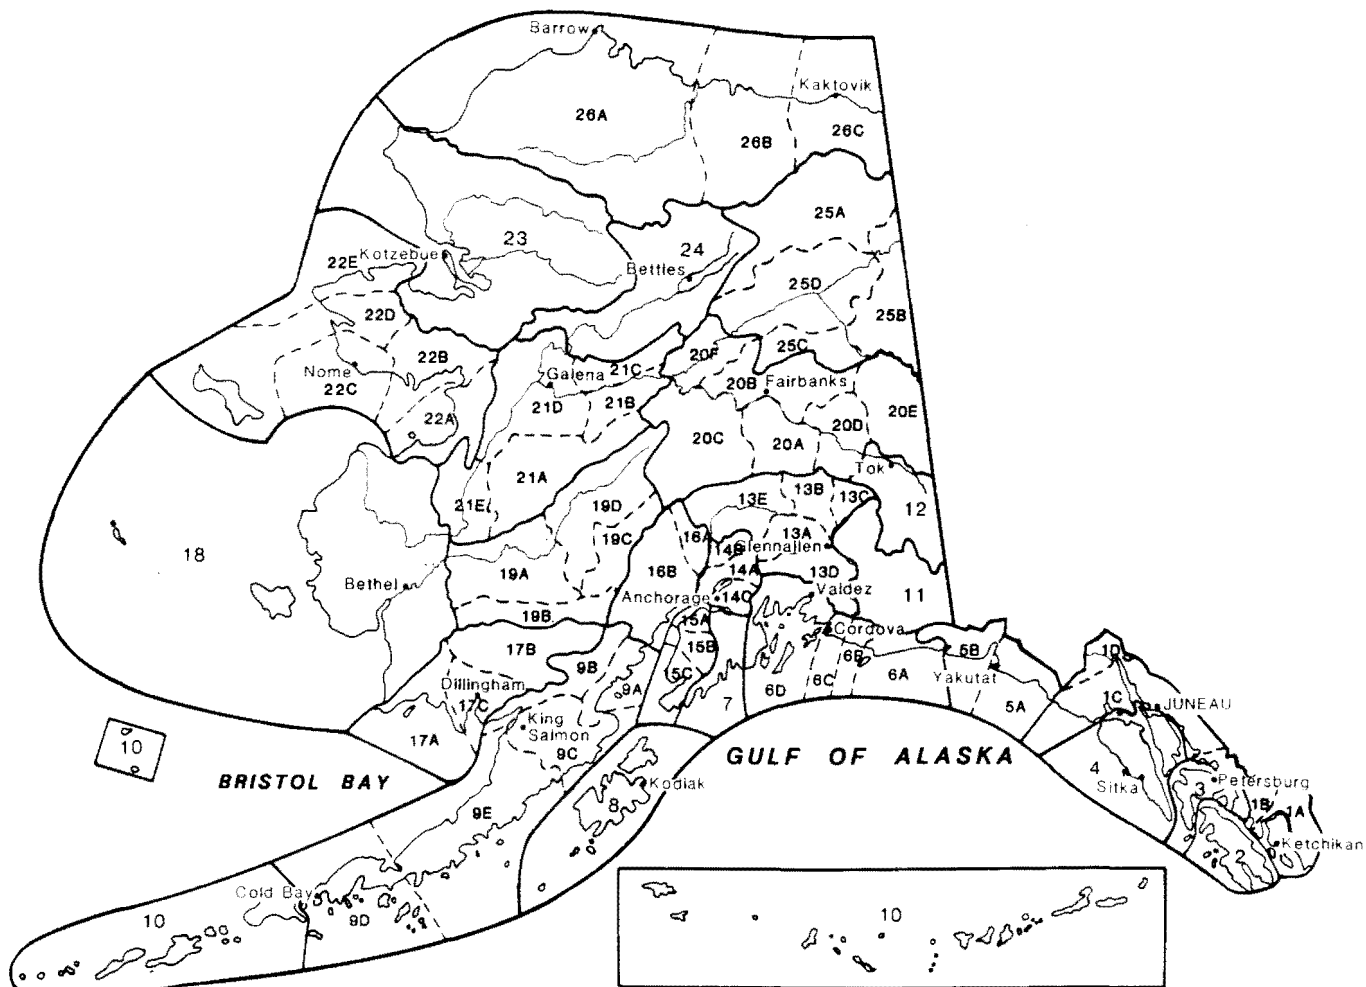 Barrow
Kaktovik
26A
26B
26C
25A
23
24
22E
Kotzebue
Bettles
25D
22D
25B
22B
20F
25C
Nome
22C
Galena
21C
20B
Fairbanks
22A
21D
21B
20E
20D
20C
20A
Tok
21A
21E
19D
13E
13B
13C
12
19C
16A
13A
14B
Glennallen
18
16B
14A
13D
Bethel
19A
Anchorage
14C
Valdez
11
19B
15A
Cordova
17B
15B
6B
5B
1D
9B
Dillingham
17C
9A
15C
6A
Yakutat
7
6D
6C
5A
1C
JUNEAU
10
17A
King
Salmon
9C
BRISTOL BAY
GULF OF ALASKA
4
Sitka
3
Petersburg
Kodiak
8
9E
1B
1A
Ketchikan
2
Cold Bay
10
9D
10